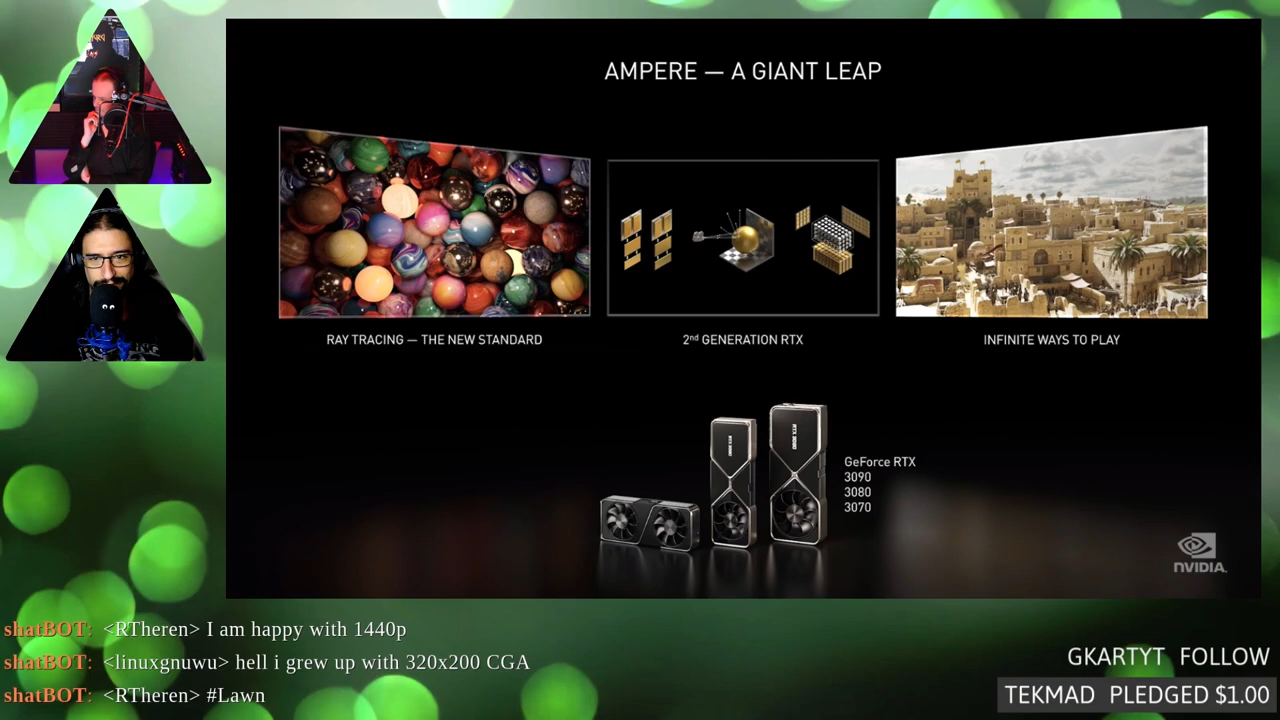 AMPERE — A GIANT LEAP
RAY TRACING — THE NEW STANDARD
2nd GENERATION RTX
INFINITE WAYS TO PLAY
GeForce RTX
3090
3080
3070
NVIDIA
shatBOT: <RTheren> I am happy with 1440p
shatBOT: <linuxgnuwu> hell i grew up with 320x200 CGA
shatBOT: <RTheren> #Lawn
GKARTYT FOLLOW
TEKMAD PLEDGED $1.00